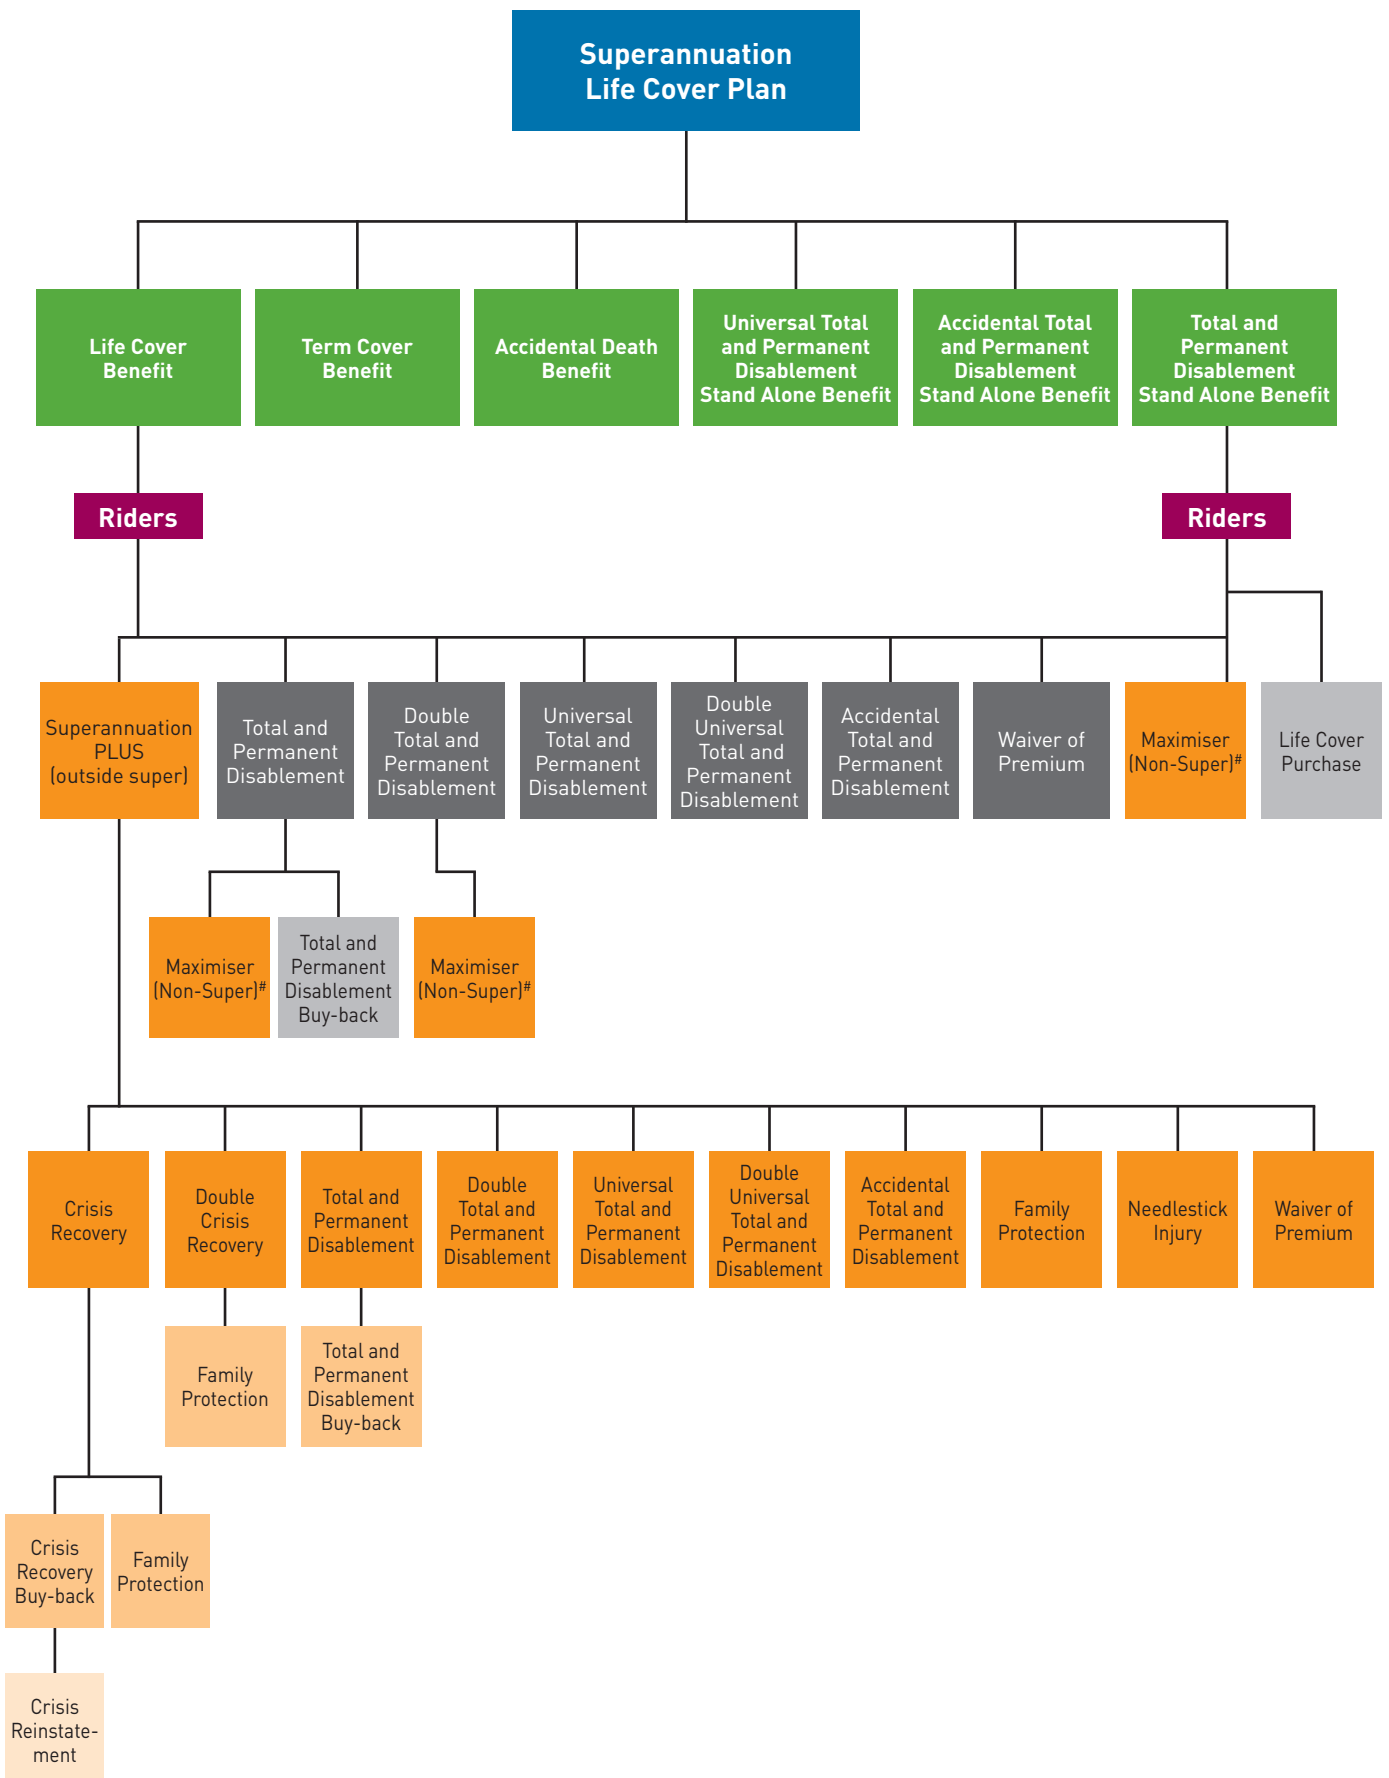 Superannuation
Life Cover Plan
Life Cover
Benefit
Term Cover
Benefit
Accidental Death
Benefit
Universal Total
and Permanent
Disablement
Stand Alone Benefit
Accidental Total
and Permanent
Disablement
Stand Alone Benefit
Total and
Permanent
Disablement
Stand Alone Benefit
Riders
Riders
Superannuation
PLUS
(outside super)
Total and
Permanent
Disablement
Double
Total and
Permanent
Disablement
Universal
Total and
Permanent
Disablement
Double
Universal
Total and
Permanent
Disablement
Accidental
Total and
Permanent
Disablement
Waiver of
Premium
Maximiser
(Non-Super)#
Life Cover
Purchase
Maximiser
(Non-Super)#
Total and
Permanent
Disablement
Buy-back
Maximiser
(Non-Super)#
Crisis
Recovery
Double
Crisis
Recovery
Total and
Permanent
Disablement
Double
Total and
Permanent
Disablement
Universal
Total and
Permanent
Disablement
Double
Universal
Total and
Permanent
Disablement
Accidental
Total and
Permanent
Disablement
Family
Protection
Needlestick
Injury
Waiver of
Premium
Family
Protection
Total and
Permanent
Disablement
Buy-back
Crisis
Recovery
Buy-back
Family
Protection
Crisis
Reinstate-
ment